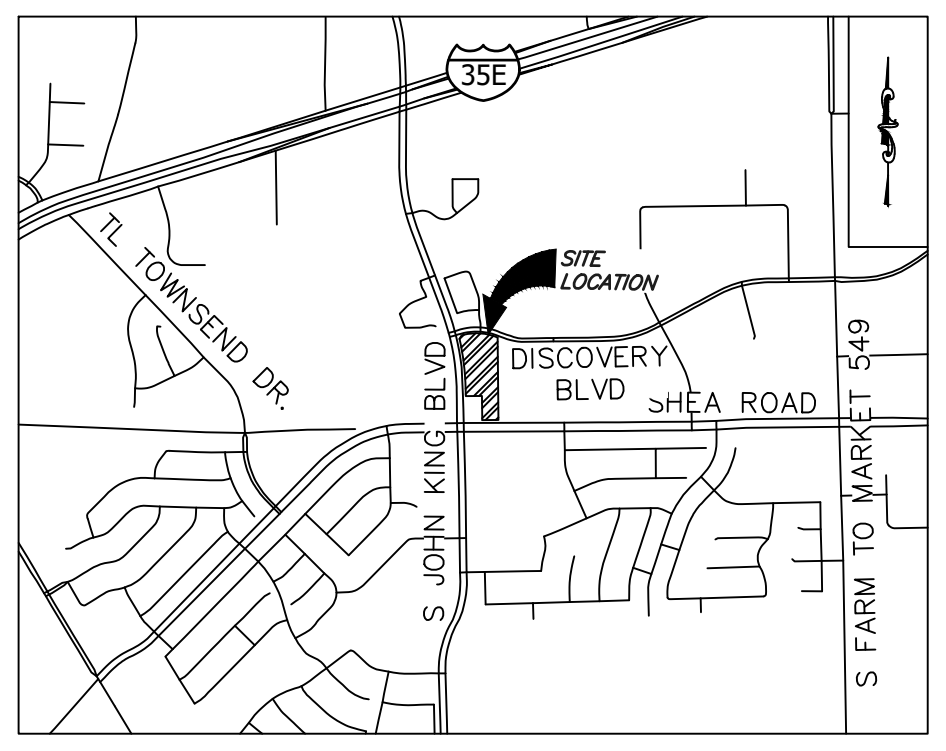 35E
TL TOWNSEND DR.
SITE
LOCATION
DISCOVERY
BLVD
SHEA ROAD
S JOHN KING BLVD
S FARM TO MARKET 549